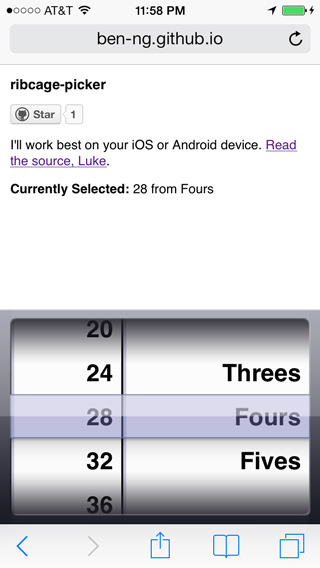 AT&T 11:58 PM
ben-ng.github.io
ribcage-picker
Star 1
I'll work best on your iOS or Android device. Read
the source, Luke.
Currently Selected: 28 from Fours
20
24 Threes
28 Fours
32 Fives
36